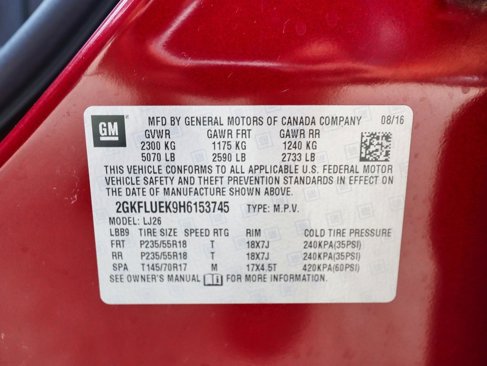 GM
MFD BY GENERAL MOTORS OF CANADA COMPANY 08/16
GVWR GAWR FRT GAWR RR
2300 KG 1175 KG 1240 KG
5070 LB 2590 LB 2733 LB
THIS VEHICLE CONFORMS TO ALL APPLICABLE U.S. FEDERAL MOTOR
VEHICLE SAFETY AND THEFT PREVENTION STANDARDS IN EFFECT ON
THE DATE OF MANUFACTURE SHOWN ABOVE.
2GKFLUEK9H6153745 TYPE: M.P.V.
MODEL: LJ26
LBB9 TIRE SIZE SPEED RTG RIM COLD TIRE PRESSURE
FRT P235/55R18 T 18X7J 240KPA(35PSI)
RR P235/55R18 T 18X7J 240KPA(35PSI)
SPA T145/70R17 M 17X4.5T 420KPA(60PSI)
SEE OWNER'S MANUAL FOR MORE INFORMATION